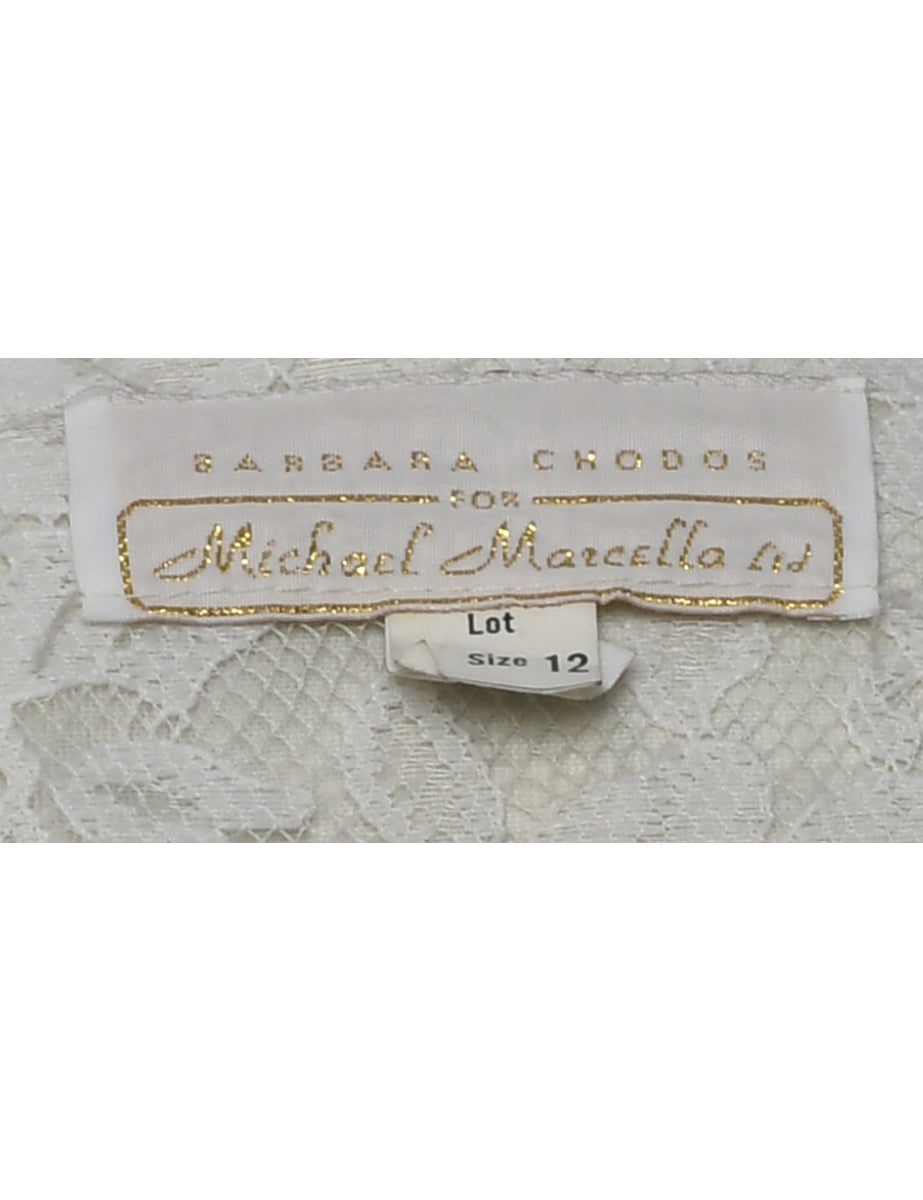 BARBARA CHODOS
FOR
Michael Marcella Ltd
Lot
Size 12